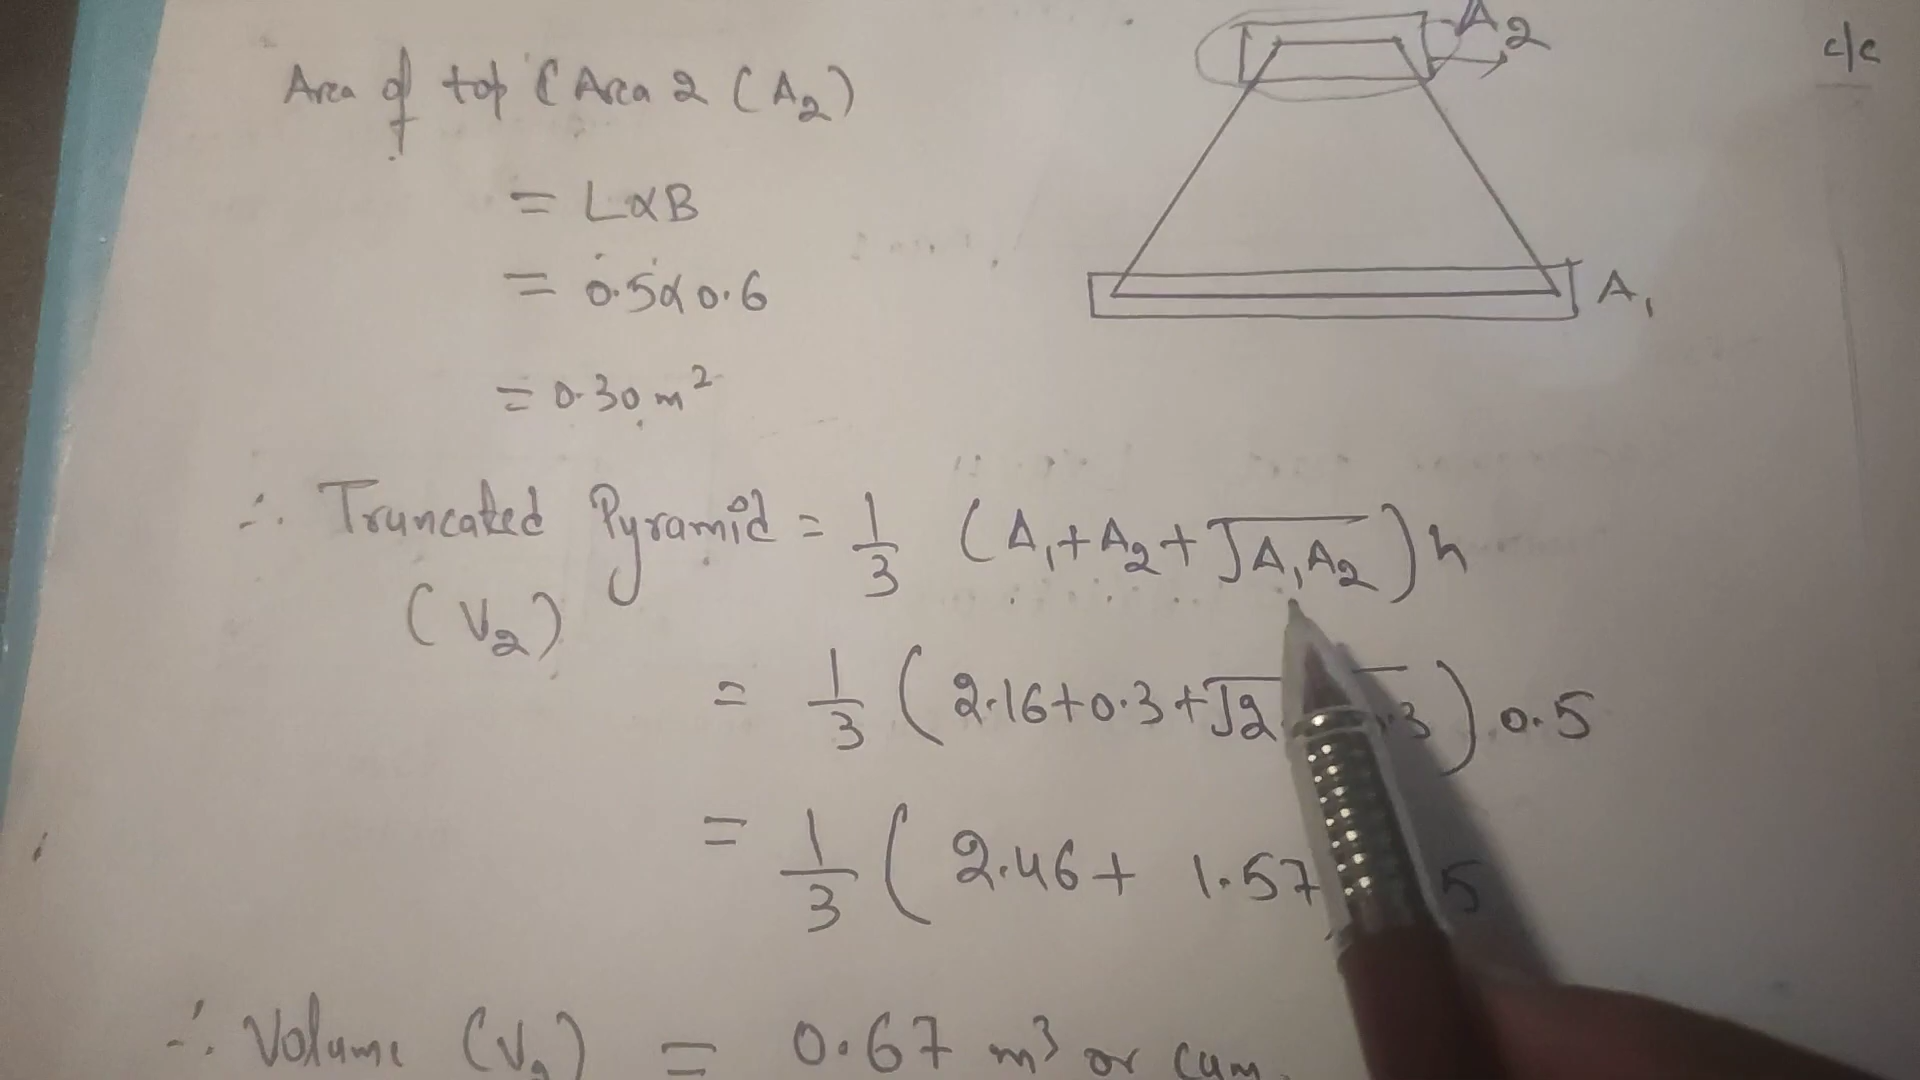 c/c
A2
Area of top (Area 2 (A2)
= LxB
= 0.5x0.6
A1
= 0.30 m²
∴ Truncated Pyramid = 1/3 (A1+A2+√A1A2)h
(V2)
= 1/3 (2.16+0.3+√2 .3) 0.5
= 1/3 (2.46+ 1.57 5
∴ Volume (V2) = 0.67 m³ or cum.